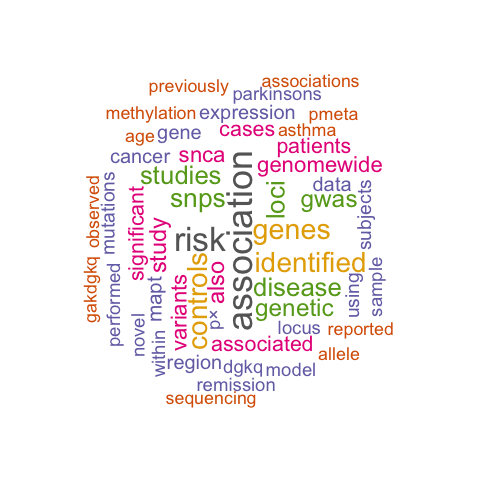 associations
previously
parkinsons
methylation
expression
pmeta
age
gene
cases
asthma
patients
cancer
snca
genomewide
studies
data
snps
loci
gwas
association
risk
genes
observed
mutations
significant
study
subjects
controls
also
identified
disease
genetic
gakdgkq
performed
novel
mapt
within
variants
p×
using
sample
locus
reported
associated
allele
region
dgkq
model
remission
sequencing